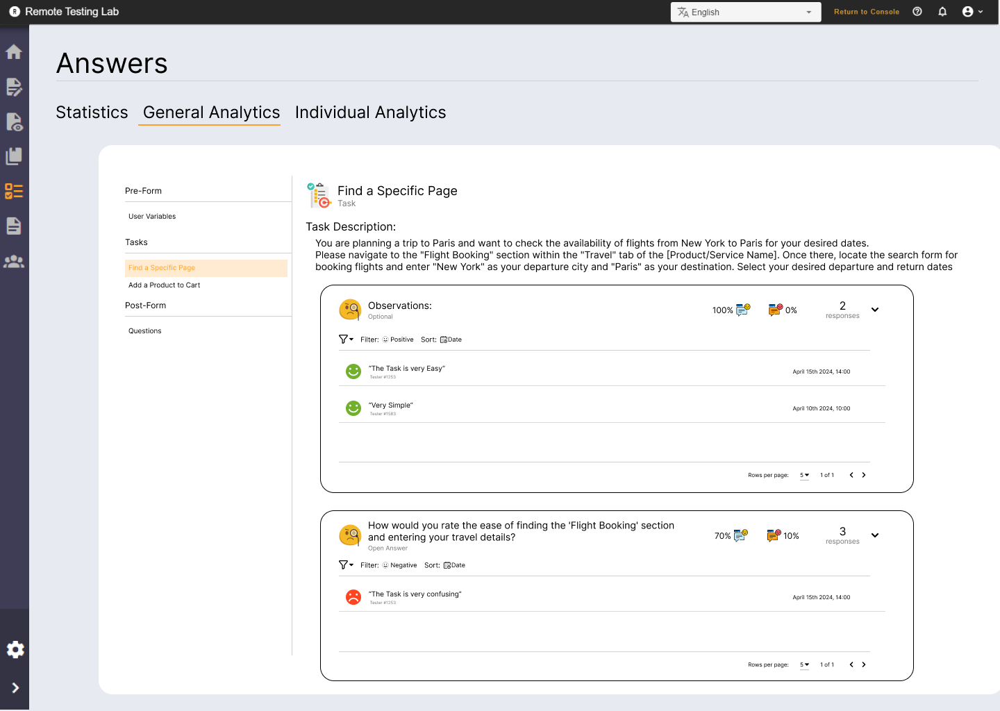 R Remote Testing Lab
English
Return to Console
Answers
Statistics General Analytics Individual Analytics
Pre-Form
User Variables
Tasks
Find a Specific Page
Add a Product to Cart
Post-Form
Questions
Find a Specific Page
Task
Task Description:
You are planning a trip to Paris and want to check the availability of flights from New York to Paris for your desired dates.
Please navigate to the "Flight Booking" section within the "Travel" tab of the [Product/Service Name]. Once there, locate the search form for
booking flights and enter "New York" as your departure city and "Paris" as your destination. Select your desired departure and return dates
Observations:
Optional
100% 0%
2
responses
Filter: Positive Sort: Date
“The Task is very Easy”
Tester #1253
April 15th 2024, 14:00
“Very Simple”
Tester #1583
April 10th 2024, 10:00
Rows per page: 5 1 of 1
How would you rate the ease of finding the 'Flight Booking' section
and entering your travel details?
Open Answer
70% 10%
3
responses
Filter: Negative Sort: Date
“The Task is very confusing”
Tester #1253
April 15th 2024, 14:00
Rows per page: 5 1 of 1